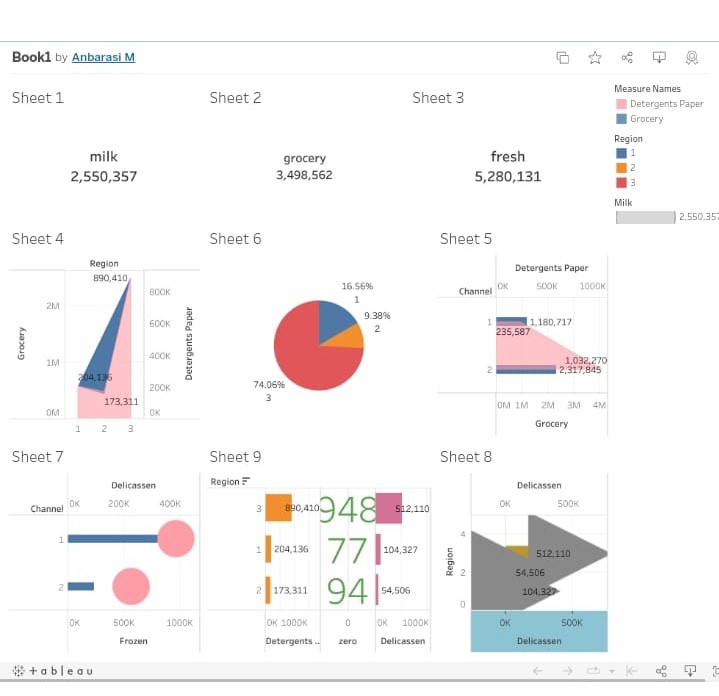 Book1 by Anbarasi M
Sheet 1
Sheet 2
Sheet 3
Measure Names
Detergents Paper
Grocery
Region
1
2
3
Milk
2,550,357
milk
2,550,357
grocery
3,498,562
fresh
5,280,131
Sheet 4
Region
890,410
2M
1M
0M
Grocery
204,136
173,311
800K
600K
400K
200K
0K
Detergents Paper
1 2 3
Sheet 6
16.56%
1
9.38%
2
74.06%
3
Sheet 5
Detergents Paper
Channel
0K 500K 1000K
1
1,180,717
235,587
1,032,270
2
2,317,845
0M 1M 2M 3M 4M
Grocery
Sheet 7
Delicassen
Channel
0K 200K 400K
1
2
0K 500K 1000K
Frozen
Sheet 9
Region
3 890,410 948 512,110
1 204,136 77 104,327
2 173,311 94 54,506
0K 1000K 0 0K 1000K
Detergents .. zero Delicassen
Sheet 8
Delicassen
0K 500K
4
2
0
Region
512,110
54,506
104,327
0K 500K
Delicassen
+ableau